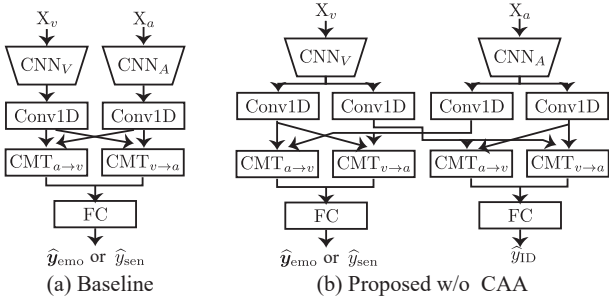 X_v X_a
CNN_V CNN_A
Conv1D Conv1D
CMT_{a→v} CMT_{v→a}
FC
ŷ_emo or ŷ_sen
(a) Baseline
X_v X_a
CNN_V CNN_A
Conv1D Conv1D Conv1D Conv1D
CMT_{a→v} CMT_{v→a} CMT_{a→v} CMT_{v→a}
FC FC
ŷ_emo or ŷ_sen ŷ_ID
(b) Proposed w/o CAA